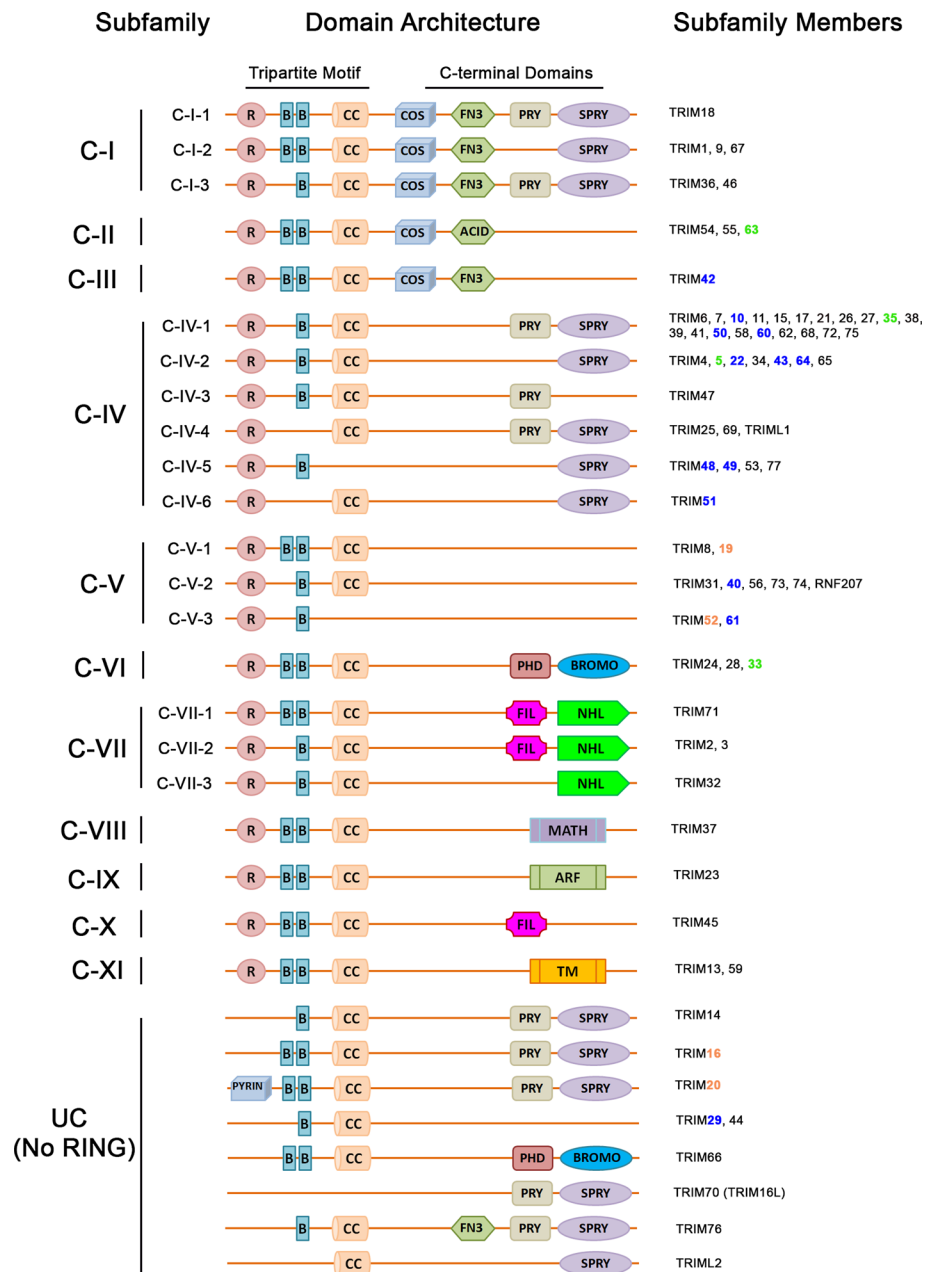 Subfamily Domain Architecture Subfamily Members
Tripartite Motif C-terminal Domains
C-I
C-I-1 R B B CC COS FN3 PRY SPRY TRIM18
C-I-2 R B B CC COS FN3 SPRY TRIM1, 9, 67
C-I-3 R B CC COS FN3 PRY SPRY TRIM36, 46
C-II R B B CC COS ACID TRIM54, 55, 63
C-III R B B CC COS FN3 TRIM42
C-IV
C-IV-1 R B CC PRY SPRY TRIM6, 7, 10, 11, 15, 17, 21, 26, 27, 35, 38,
39, 41, 50, 58, 60, 62, 68, 72, 75
C-IV-2 R B CC SPRY TRIM4, 5, 22, 34, 43, 64, 65
C-IV-3 R B CC PRY TRIM47
C-IV-4 R CC PRY SPRY TRIM25, 69, TRIML1
C-IV-5 R B SPRY TRIM48, 49, 53, 77
C-IV-6 R CC SPRY TRIM51
C-V
C-V-1 R B B CC TRIM8, 19
C-V-2 R B CC TRIM31, 40, 56, 73, 74, RNF207
C-V-3 R B TRIM52, 61
C-VI R B B CC PHD BROMO TRIM24, 28, 33
C-VII
C-VII-1 R B B CC FIL NHL TRIM71
C-VII-2 R B CC FIL NHL TRIM2, 3
C-VII-3 R B CC NHL TRIM32
C-VIII R B B CC MATH TRIM37
C-IX R B B CC ARF TRIM23
C-X R B B CC FIL TRIM45
C-XI R B B CC TM TRIM13, 59
UC
(No RING)
B CC PRY SPRY TRIM14
B B CC PRY SPRY TRIM16
PYRIN B B CC PRY SPRY TRIM20
B CC TRIM29, 44
B B CC PHD BROMO TRIM66
PRY SPRY TRIM70 (TRIM16L)
B CC FN3 PRY SPRY TRIM76
CC SPRY TRIML2